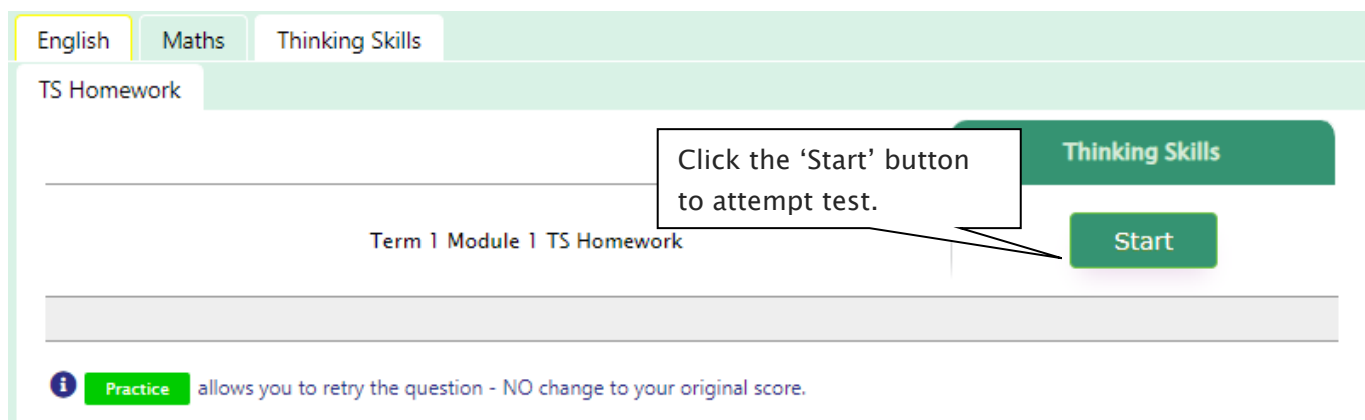 English Maths Thinking Skills
TS Homework
Thinking Skills
Click the ‘Start’ button
to attempt test.
Term 1 Module 1 TS Homework
Start
Practice allows you to retry the question - NO change to your original score.